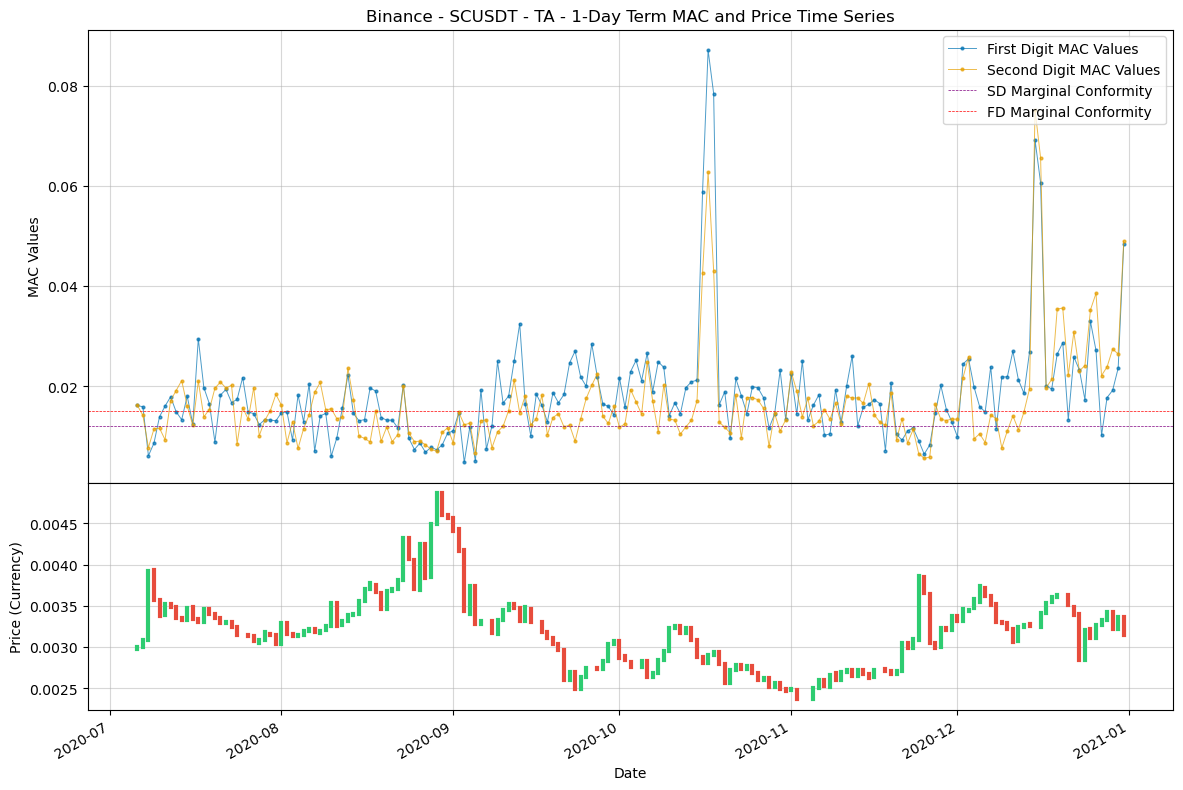 Binance - SCUSDT - TA - 1-Day Term MAC and Price Time Series
First Digit MAC Values
Second Digit MAC Values
SD Marginal Conformity
FD Marginal Conformity
MAC Values
0.08
0.06
0.04
0.02
Price (Currency)
0.0045
0.0040
0.0035
0.0030
0.0025
2020-07
2020-08
2020-09
2020-10
2020-11
2020-12
2021-01
Date